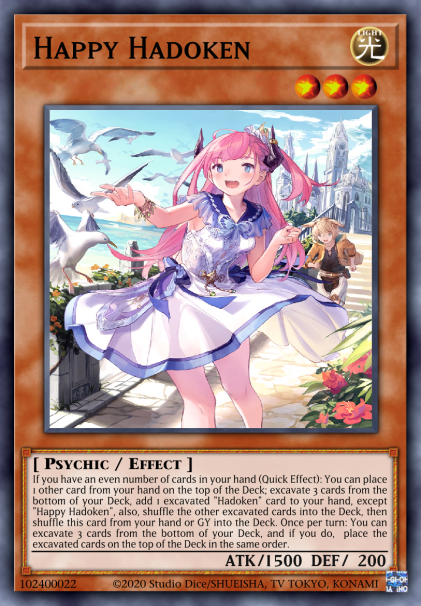 HAPPY HADOKEN
LIGHT
光
[ PSYCHIC / EFFECT ]
If you have an even number of cards in your hand (Quick Effect): You can place
1 other card from your hand on the top of the Deck; excavate 3 cards from the
bottom of your Deck, add 1 excavated "Hadoken" card to your hand, except
"Happy Hadoken", also, shuffle the other excavated cards into the Deck, then
shuffle this card from your hand or GY into the Deck. Once per turn: You can
excavate 3 cards from the bottom of your Deck, and if you do, place the
excavated cards on the top of the Deck in the same order.
ATK/1500 DEF/ 200
102400022 ©2020 Studio Dice/SHUEISHA, TV TOKYO, KONAMI